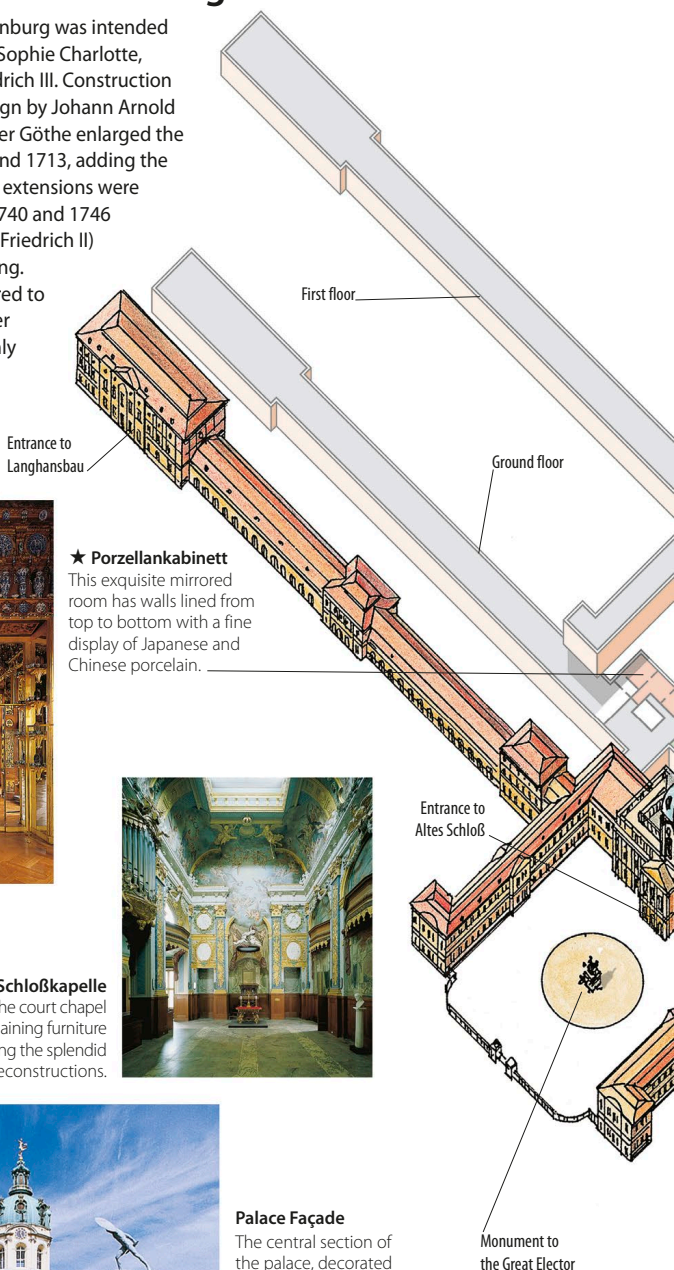 nburg was intended
Sophie Charlotte,
drich III. Construction
ign by Johann Arnold
er Göthe enlarged the
nd 1713, adding the
extensions were
740 and 1746
Friedrich II)
ng.
ed to
er
ly
First floor
Entrance to
Langhansbau
Ground floor
★ Porzellankabinett
This exquisite mirrored
room has walls lined from
top to bottom with a fine
display of Japanese and
Chinese porcelain.
Entrance to
Altes Schloß
Schloßkapelle
he court chapel
aining furniture
ng the splendid
econstructions.
Palace Façade
The central section of
the palace, decorated
Monument to
the Great Elector